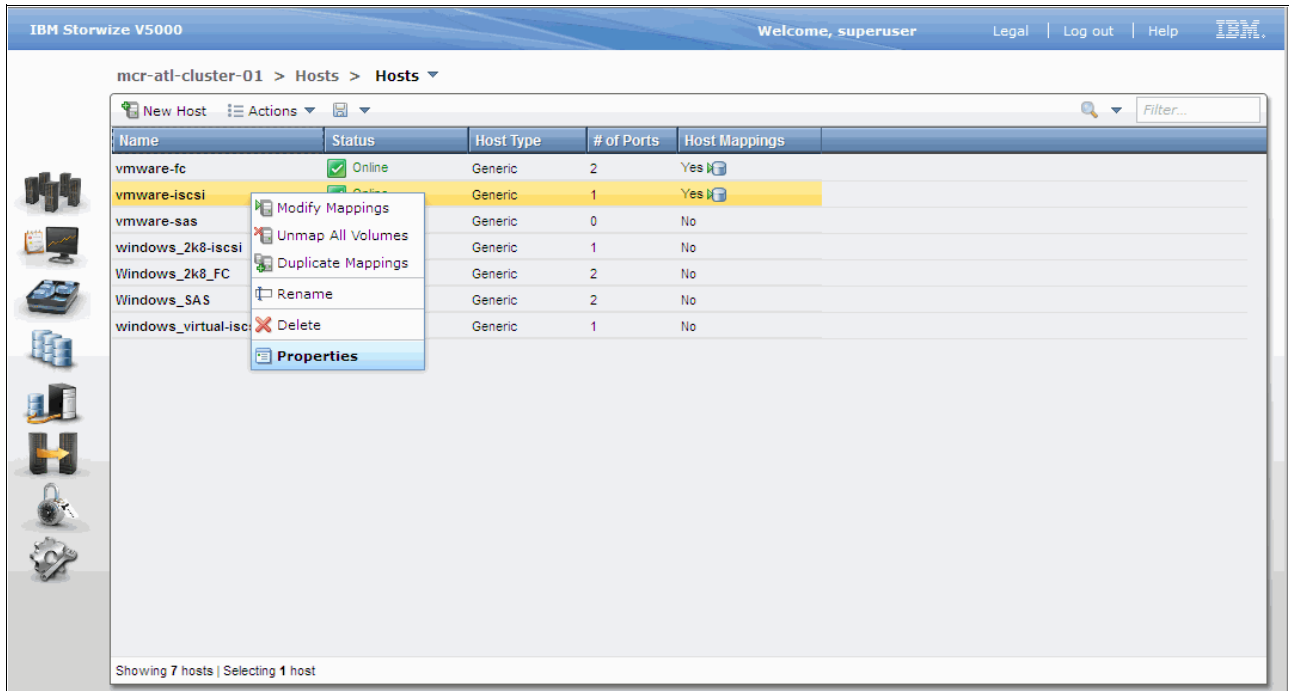 IBM Storwize V5000 Welcome, superuser Legal | Log out | Help IBM.
mcr-atl-cluster-01 > Hosts > Hosts
New Host Actions Filter...
Name Status Host Type # of Ports Host Mappings
vmware-fc Online Generic 2 Yes
vmware-iscsi Online Generic 1 Yes
vmware-sas Generic 0 No
windows_2k8-iscsi Generic 1 No
Windows_2k8_FC Generic 2 No
Windows_SAS Generic 2 No
windows_virtual-isc Generic 1 No
Modify Mappings
Unmap All Volumes
Duplicate Mappings
Rename
Delete
Properties
Showing 7 hosts | Selecting 1 host